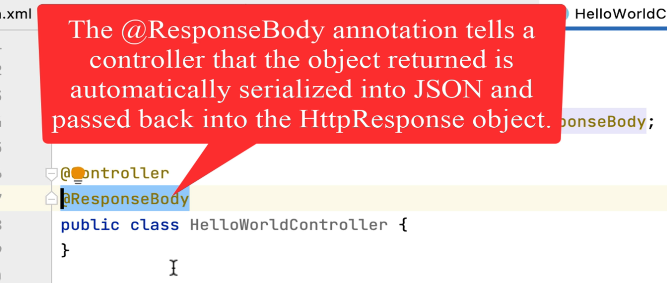 .xml
HelloWorldC
The @ResponseBody annotation tells a
controller that the object returned is
automatically serialized into JSON and
passed back into the HttpResponse object.
ponseBody;
@Controller
@ResponseBody
public class HelloWorldController {
}